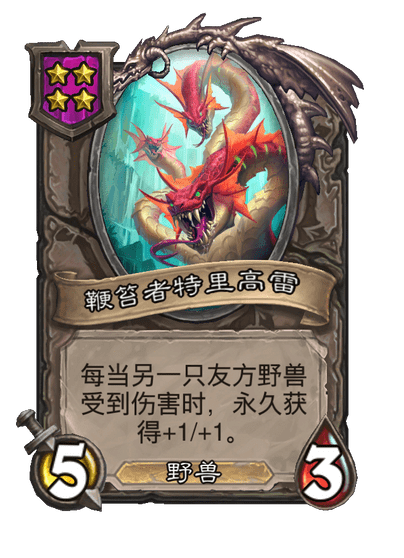 鞭笞者特里高雷
每当另一只友方野兽
受到伤害时，永久获
得+1/+1。
5
野兽
3